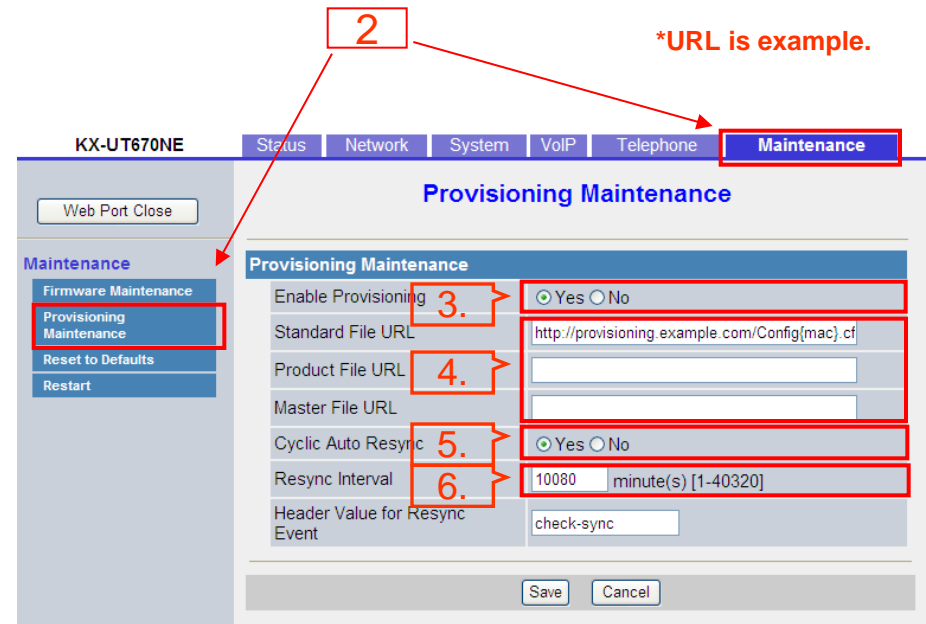 2
*URL is example.
KX-UT670NE
Status Network System VoIP Telephone Maintenance
Web Port Close
Provisioning Maintenance
Maintenance
Firmware Maintenance
Provisioning
Maintenance
Reset to Defaults
Restart
Provisioning Maintenance
Enable Provisioning 3. Yes No
Standard File URL http://provisioning.example.com/Config{mac}.cf
Product File URL 4.
Master File URL
Cyclic Auto Resync 5. Yes No
Resync Interval 6. 10080 minute(s) [1-40320]
Header Value for Resync
Event
check-sync
Save Cancel